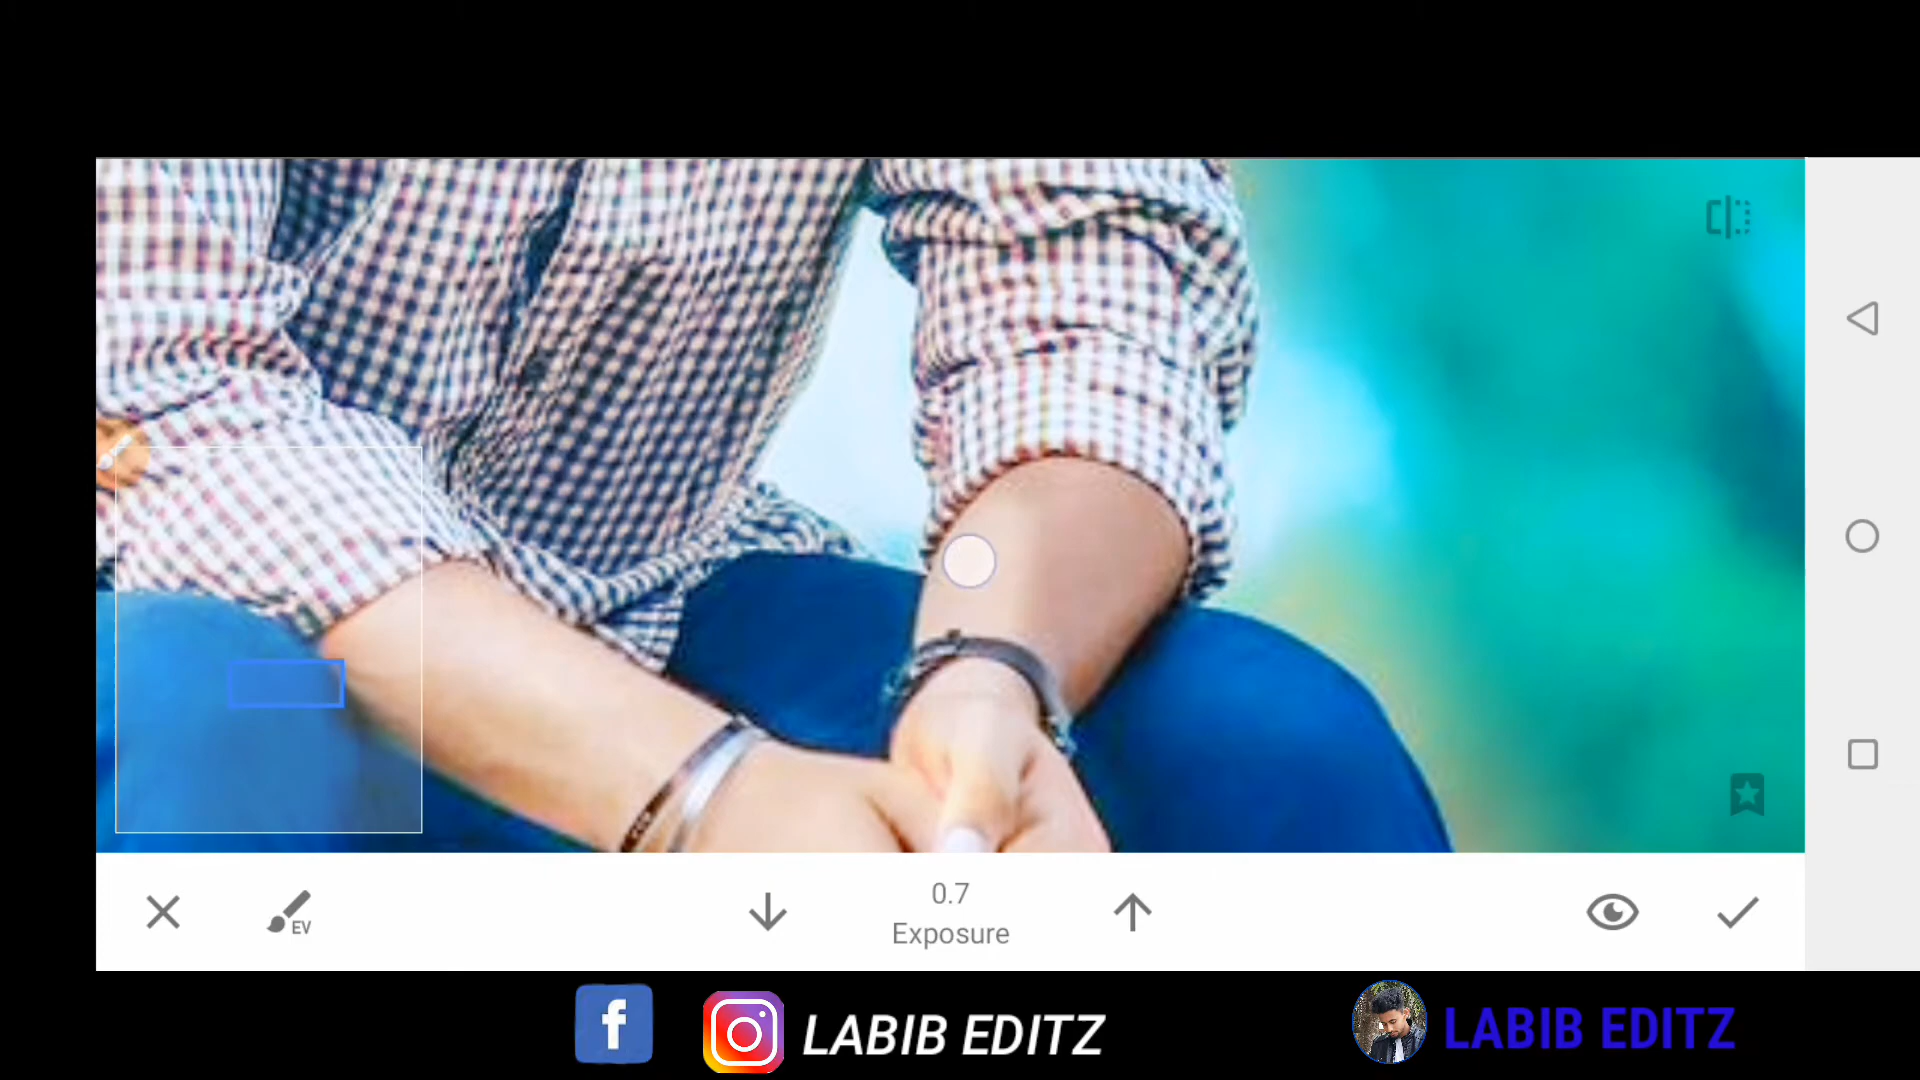 0.7
EV
Exposure
f
LABIB EDITZ
LABIB EDITZ